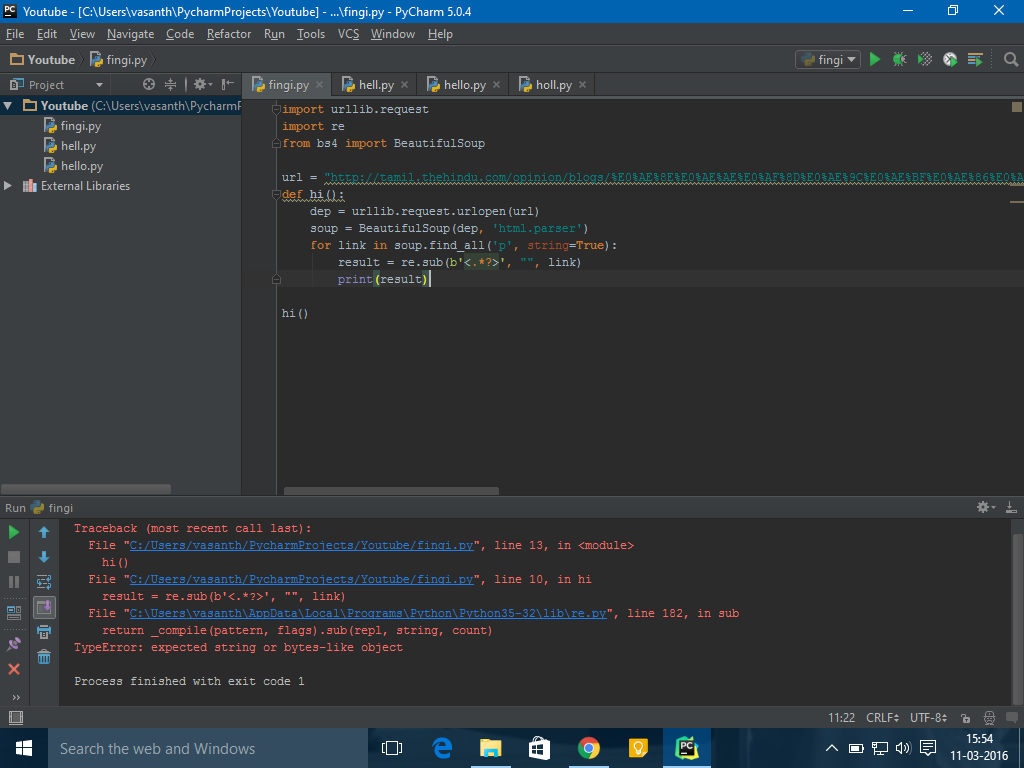 Youtube - [C:\Users\vasanth\PycharmProjects\Youtube] - ...\fingi.py - PyCharm 5.0.4
File Edit View Navigate Code Refactor Run Tools VCS Window Help
Youtube fingi.py fingi
Project fingi.py hell.py hello.py holl.py
Youtube (C:\Users\vasanth\PycharmP
fingi.py
hell.py
hello.py
External Libraries
import urllib.request
import re
from bs4 import BeautifulSoup
url = "http://tamil.thehindu.com/opinion/blogs/%E0%AE%8E%E0%AE%AE%E0%AF%8D%E0%AE%9C%E0%AE%BF%E0%AE%86%E0%A
def hi():
dep = urllib.request.urlopen(url)
soup = BeautifulSoup(dep, 'html.parser')
for link in soup.find_all('p', string=True):
result = re.sub(b'<.*?>', "", link)
print(result)
hi()
Run fingi
Traceback (most recent call last):
File "C:/Users/vasanth/PycharmProjects/Youtube/fingi.py", line 13, in <module>
hi()
File "C:/Users/vasanth/PycharmProjects/Youtube/fingi.py", line 10, in hi
result = re.sub(b'<.*?>', "", link)
File "C:\Users\vasanth\AppData\Local\Programs\Python\Python35-32\lib\re.py", line 182, in sub
return _compile(pattern, flags).sub(repl, string, count)
TypeError: expected string or bytes-like object
Process finished with exit code 1
11:22 CRLF UTF-8
Search the web and Windows
15:54
11-03-2016